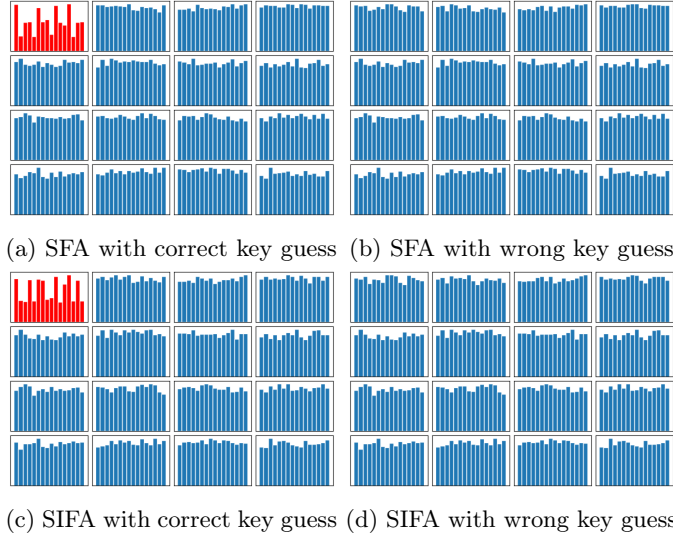 (a) SFA with correct key guess (b) SFA with wrong key guess
(c) SIFA with correct key guess (d) SIFA with wrong key guess